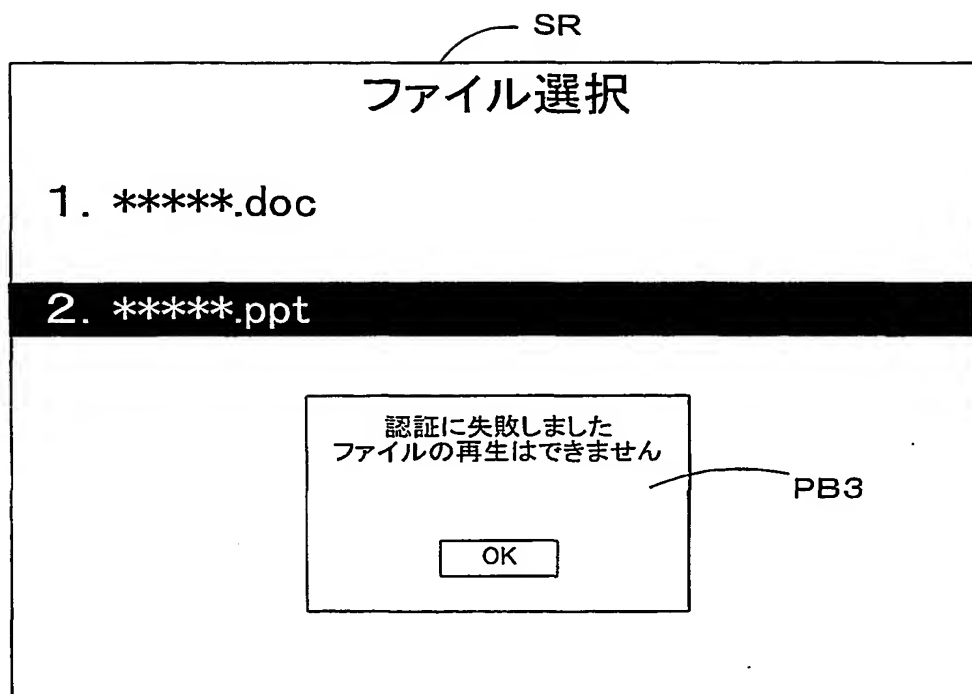 SR
ファイル選択
1. *****.doc
2. *****.ppt
認証に失敗しました
ファイルの再生はできません
PB3
OK